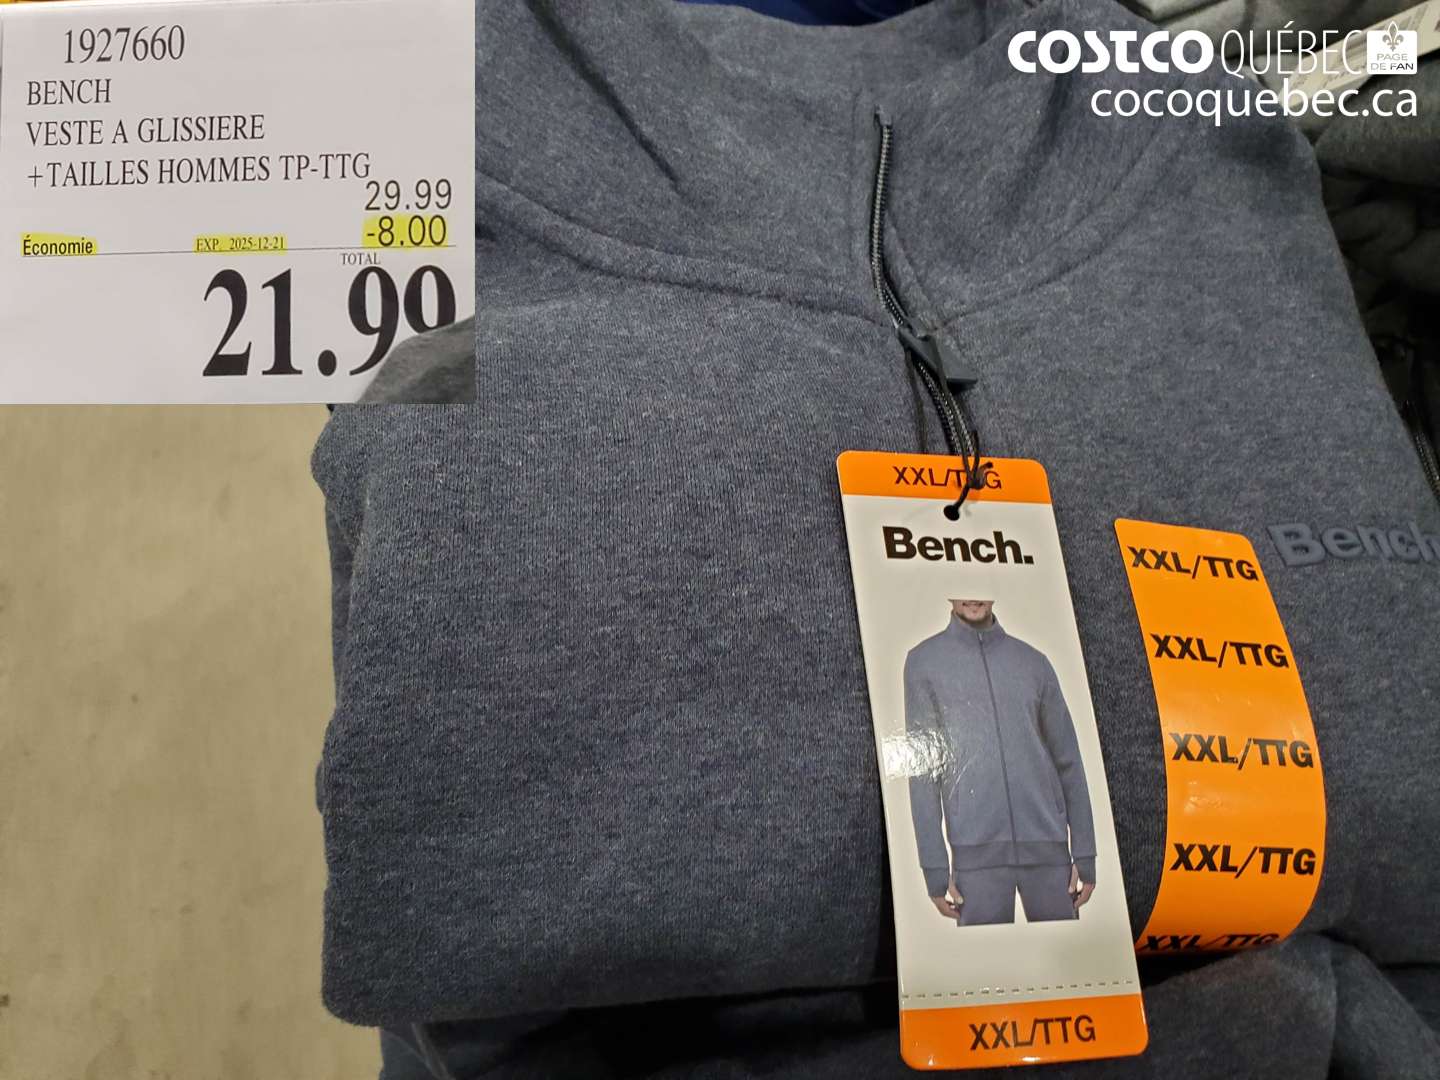 1927660
BENCH
VESTE A GLISSIERE
+TAILLES HOMMES TP-TTG
29.99
-8.00
Économie EXP. 2025-12-21
TOTAL
21.99
COSTCO QUÉBEC PAGE DE FAN
cocoquebec.ca
XXL/TTG
Bench.
XXL/TTG
XXL/TTG
XXL/TTG
XXL/TTG
XXL/TTG
XXL/TTG
Bench